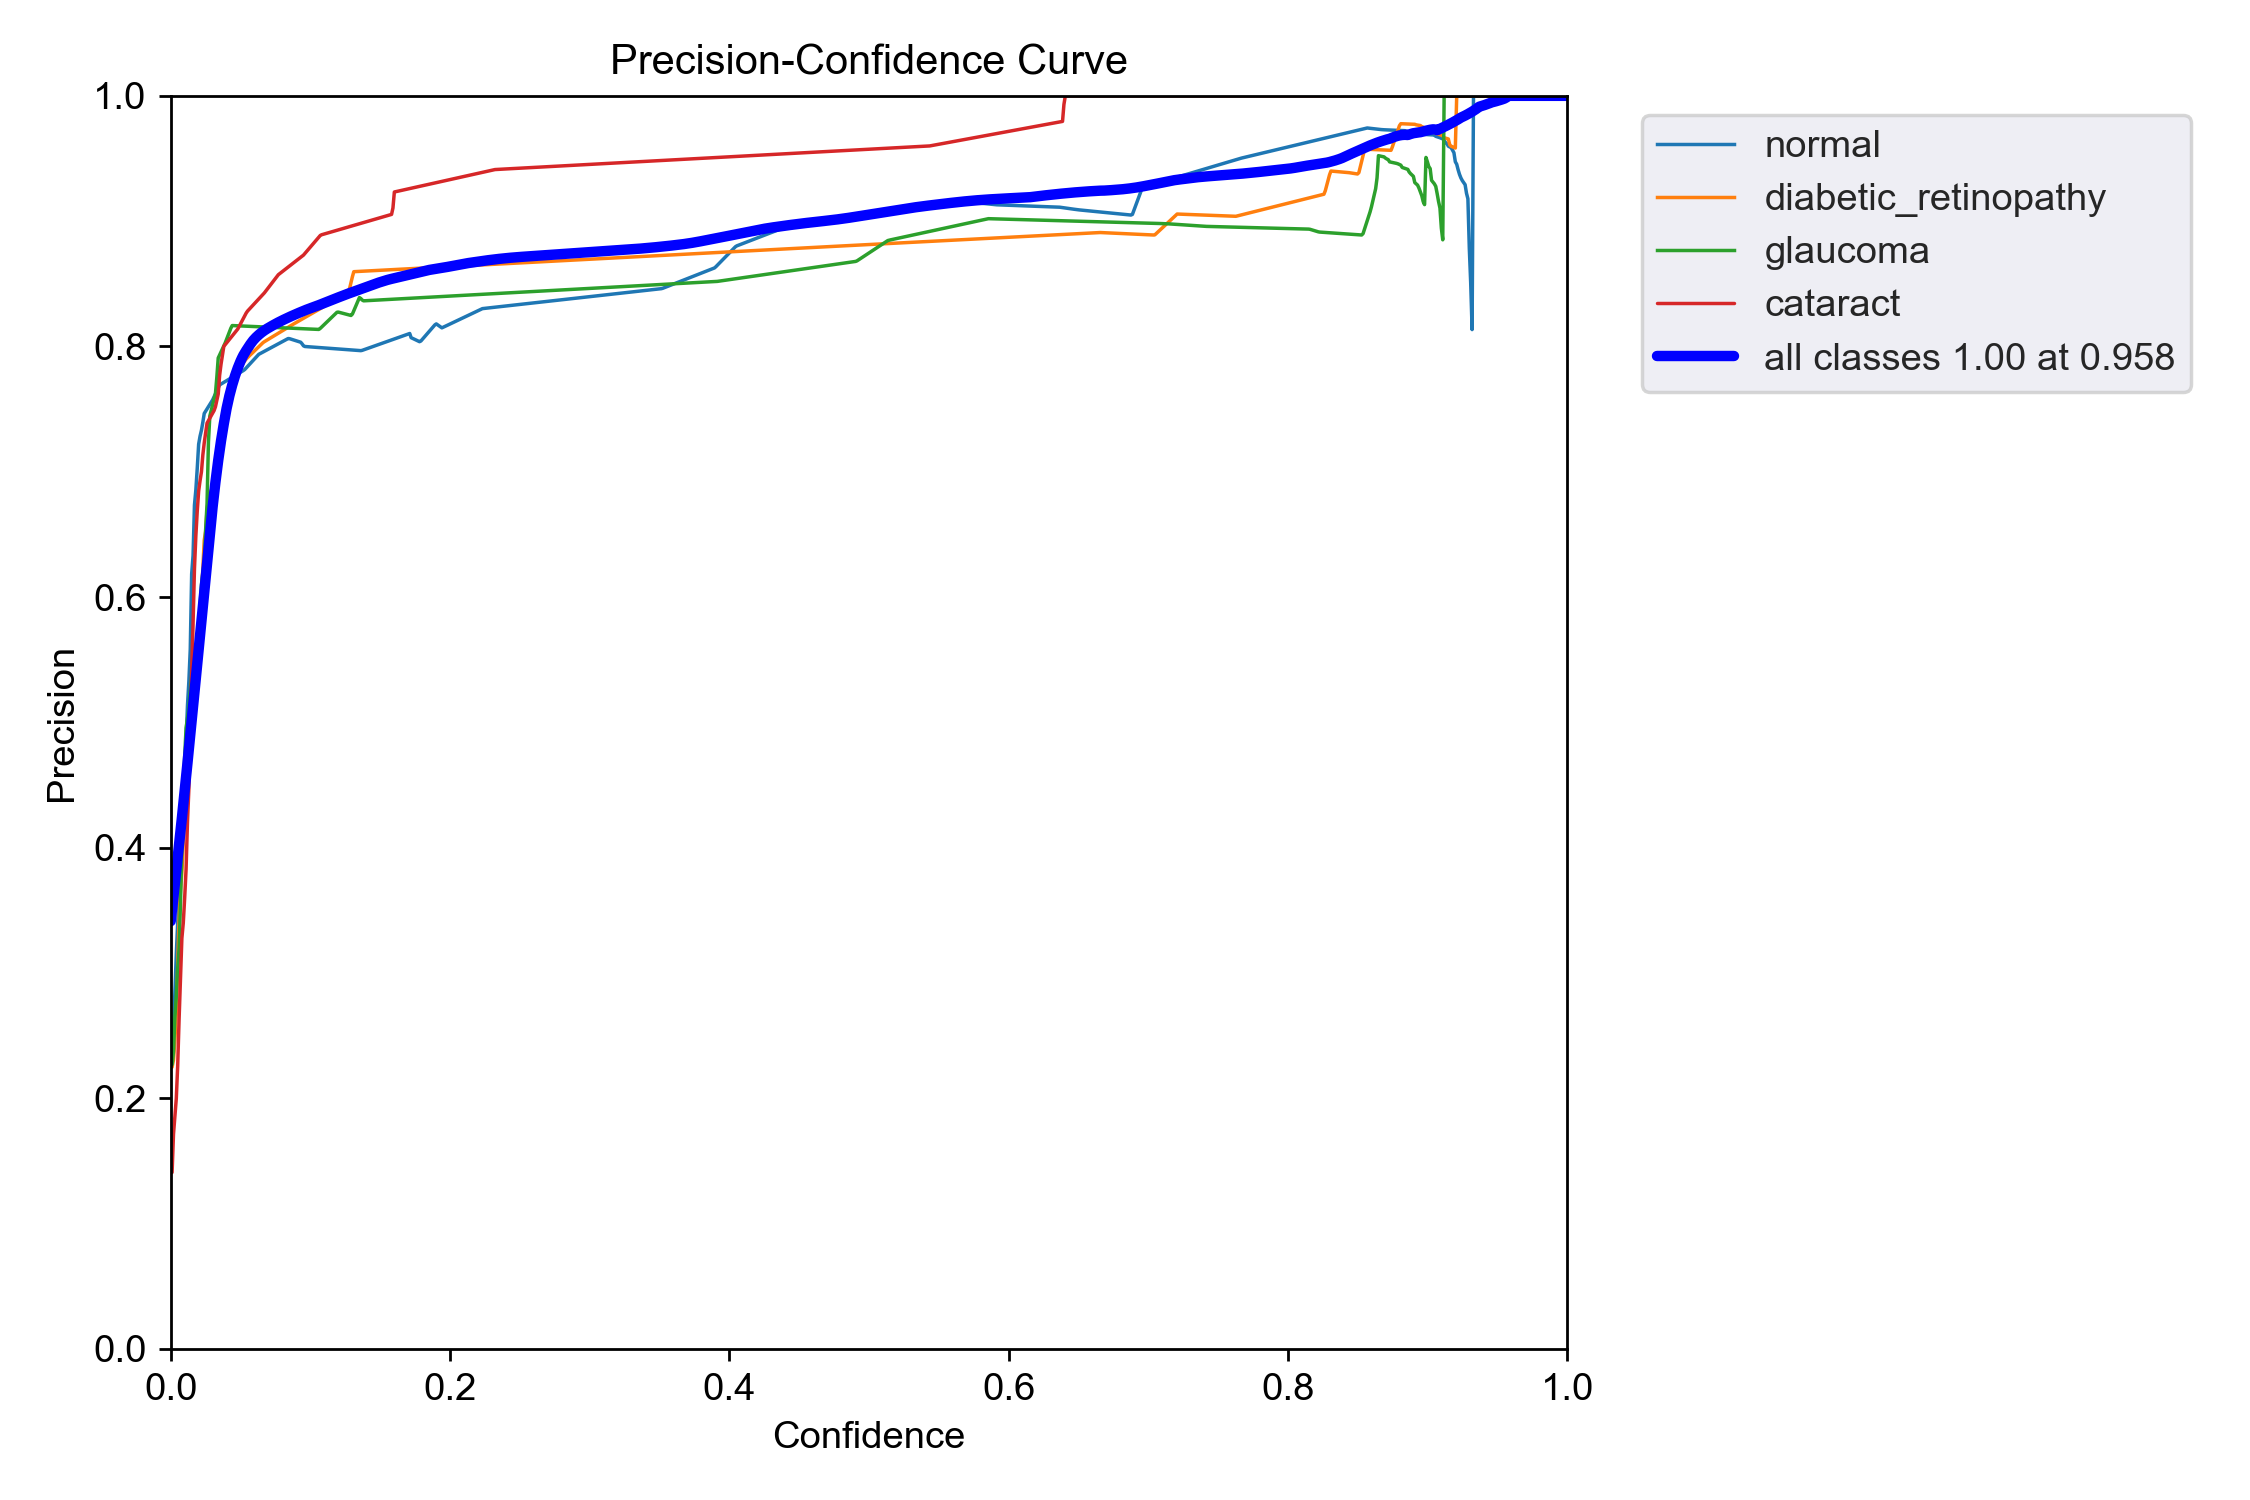 Precision-Confidence Curve
1.0
0.8
0.6
0.4
0.2
0.0
Precision
0.0 0.2 0.4 0.6 0.8 1.0
Confidence
normal
diabetic_retinopathy
glaucoma
cataract
all classes 1.00 at 0.958